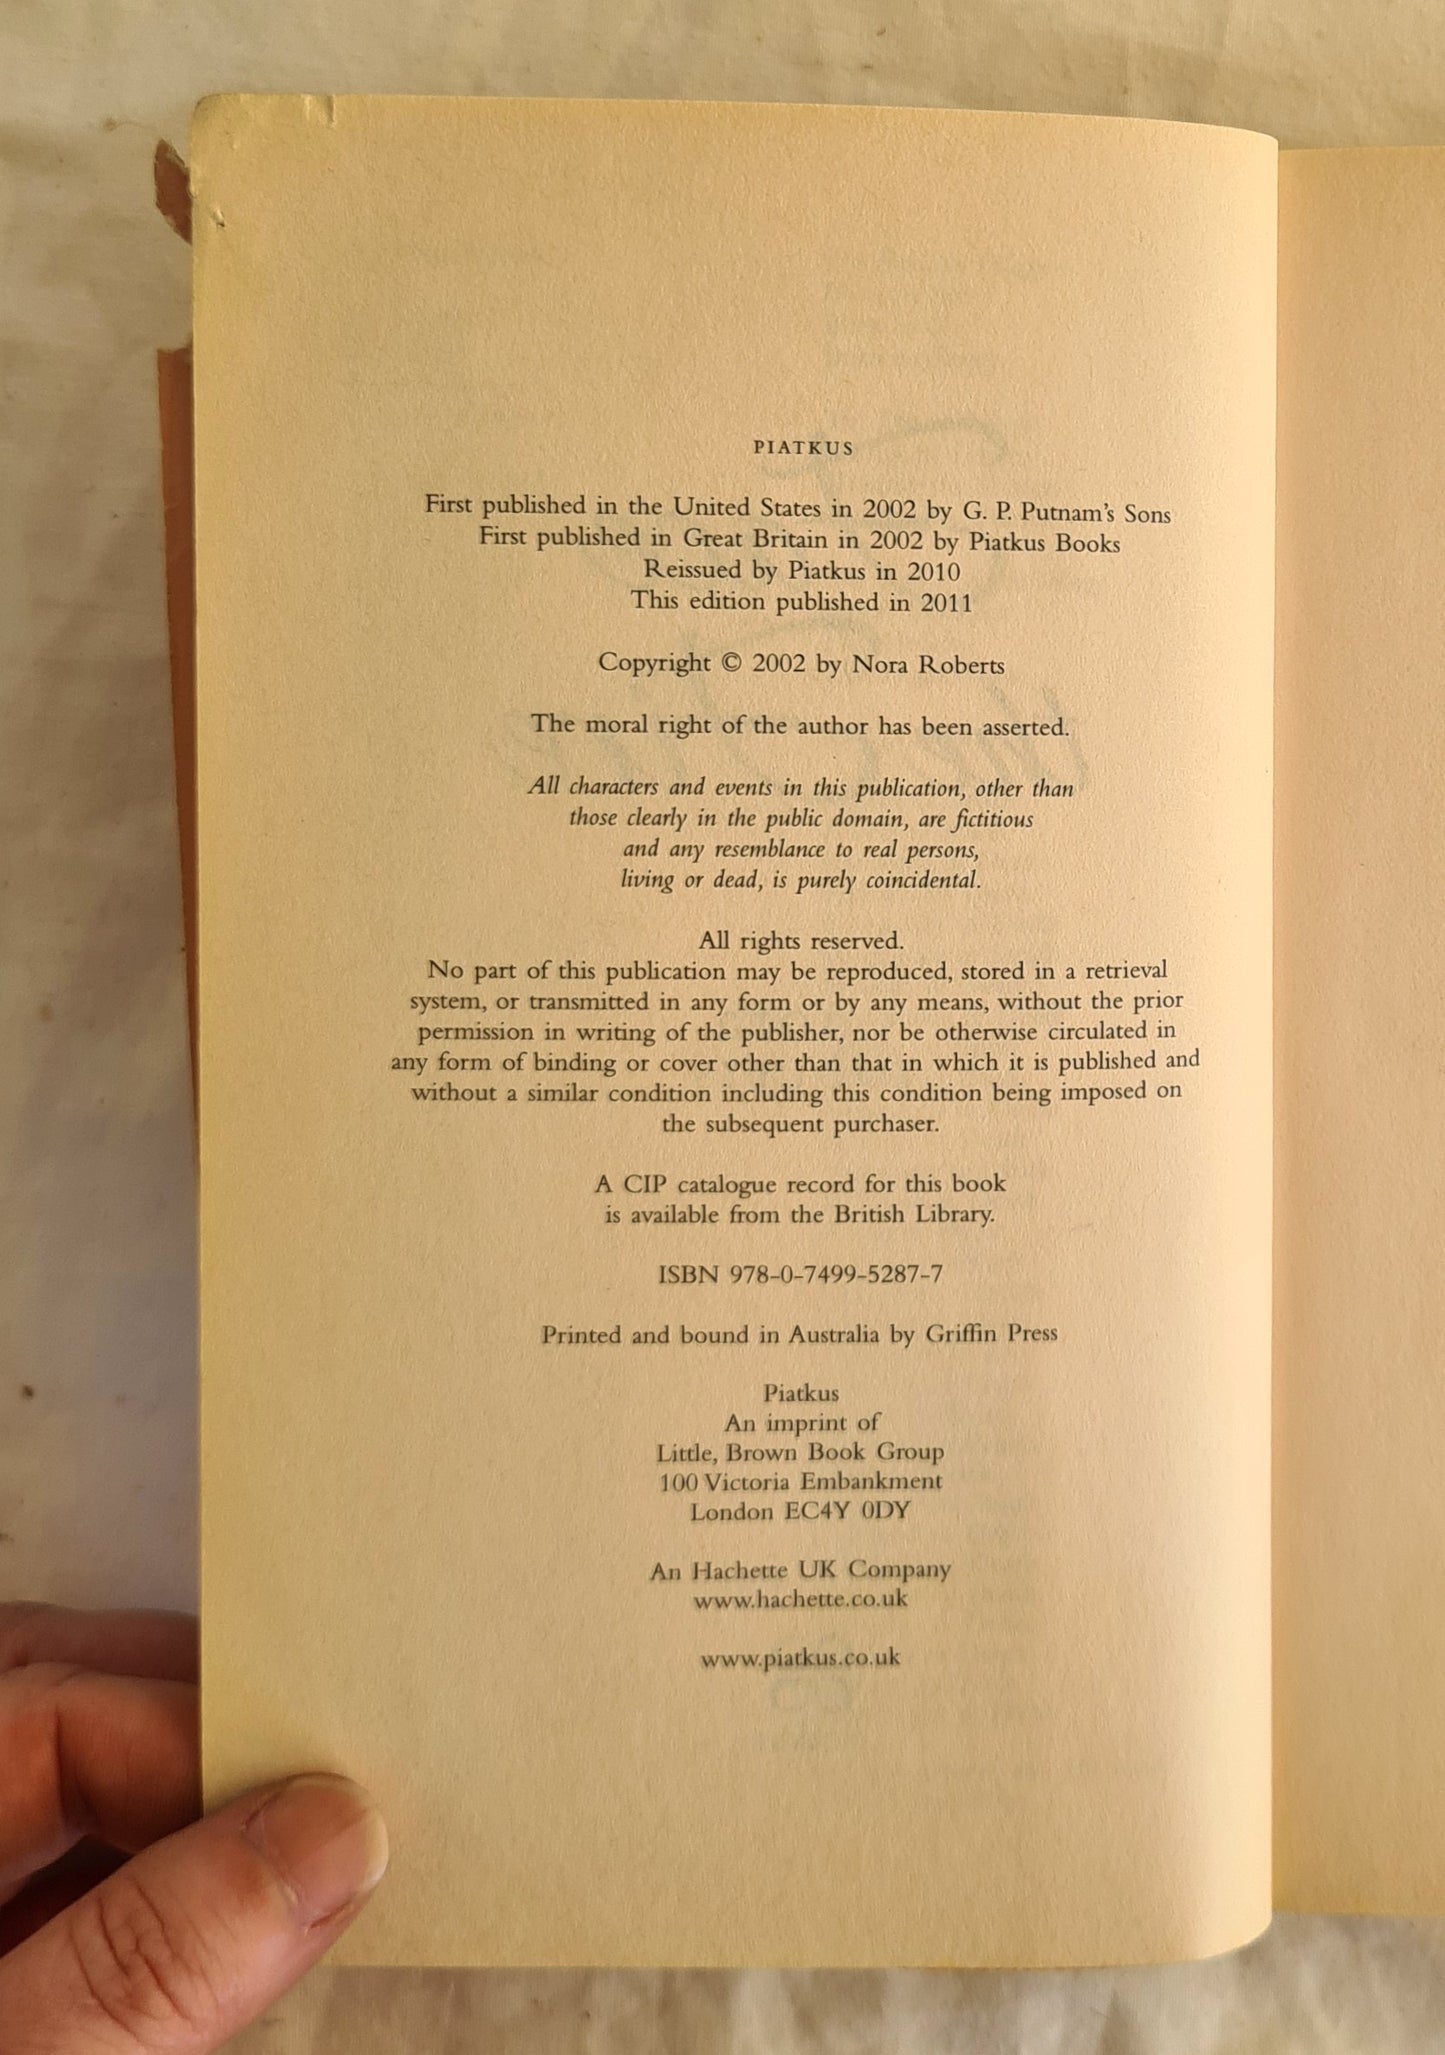 PIATKUS
First published in the United States in 2002 by G. P. Putnam's Sons
First published in Great Britain in 2002 by Piatkus Books
Reissued by Piatkus in 2010
This edition published in 2011
Copyright © 2002 by Nora Roberts
The moral right of the author has been asserted.
All characters and events in this publication, other than
those clearly in the public domain, are fictitious
and any resemblance to real persons,
living or dead, is purely coincidental.
All rights reserved.
No part of this publication may be reproduced, stored in a retrieval
system, or transmitted in any form or by any means, without the prior
permission in writing of the publisher, nor be otherwise circulated in
any form of binding or cover other than that in which it is published and
without a similar condition including this condition being imposed on
the subsequent purchaser.
A CIP catalogue record for this book
is available from the British Library.
ISBN 978-0-7499-5287-7
Printed and bound in Australia by Griffin Press
Piatkus
An imprint of
Little, Brown Book Group
100 Victoria Embankment
London EC4Y 0DY
An Hachette UK Company
www.hachette.co.uk
www.piatkus.co.uk